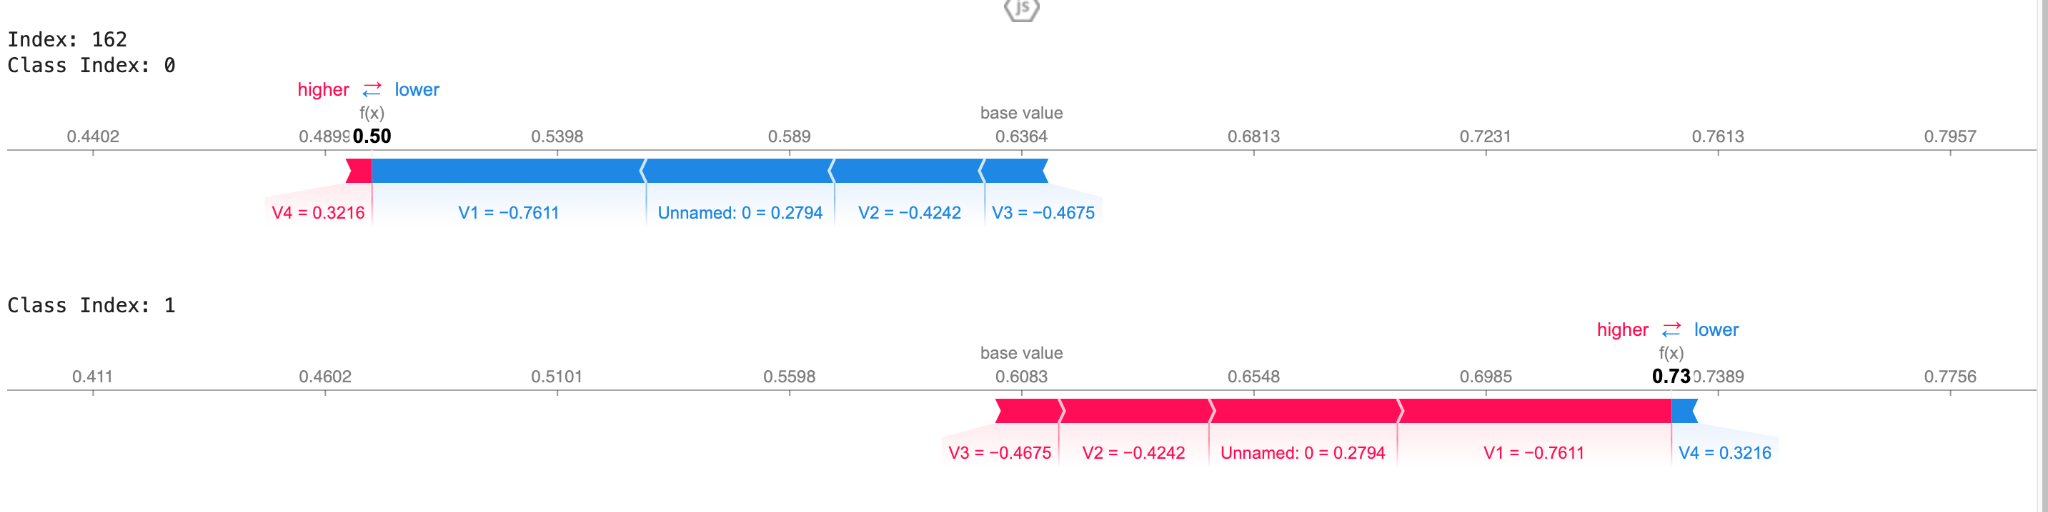 js
Index: 162
Class Index: 0
higher ⇄ lower
f(x) base value
0.4402 0.4899 0.50 0.5398 0.589 0.6364 0.6813 0.7231 0.7613 0.7957
V4 = 0.3216 V1 = −0.7611 Unnamed: 0 = 0.2794 V2 = −0.4242 V3 = −0.4675
Class Index: 1
higher ⇄ lower
base value f(x)
0.411 0.4602 0.5101 0.5598 0.6083 0.6548 0.6985 0.73 0.7389 0.7756
V3 = −0.4675 V2 = −0.4242 Unnamed: 0 = 0.2794 V1 = −0.7611 V4 = 0.3216